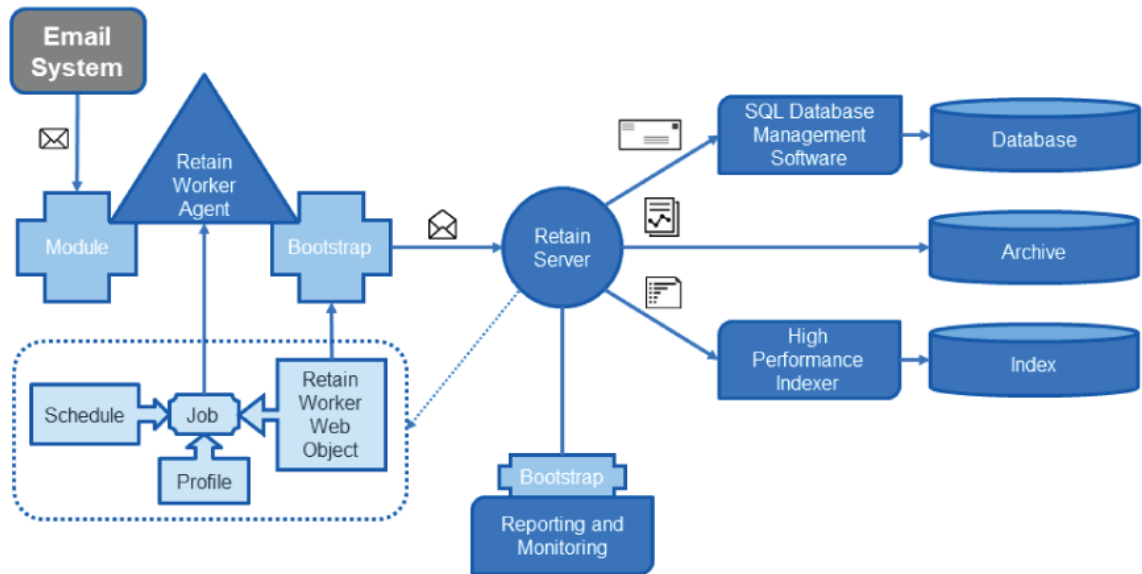 Email
System
Retain
Worker
Agent
Module
Bootstrap
Retain
Server
SQL Database
Management
Software
Database
Archive
High
Performance
Indexer
Index
Schedule
Job
Retain
Worker
Web
Object
Profile
Bootstrap
Reporting and
Monitoring